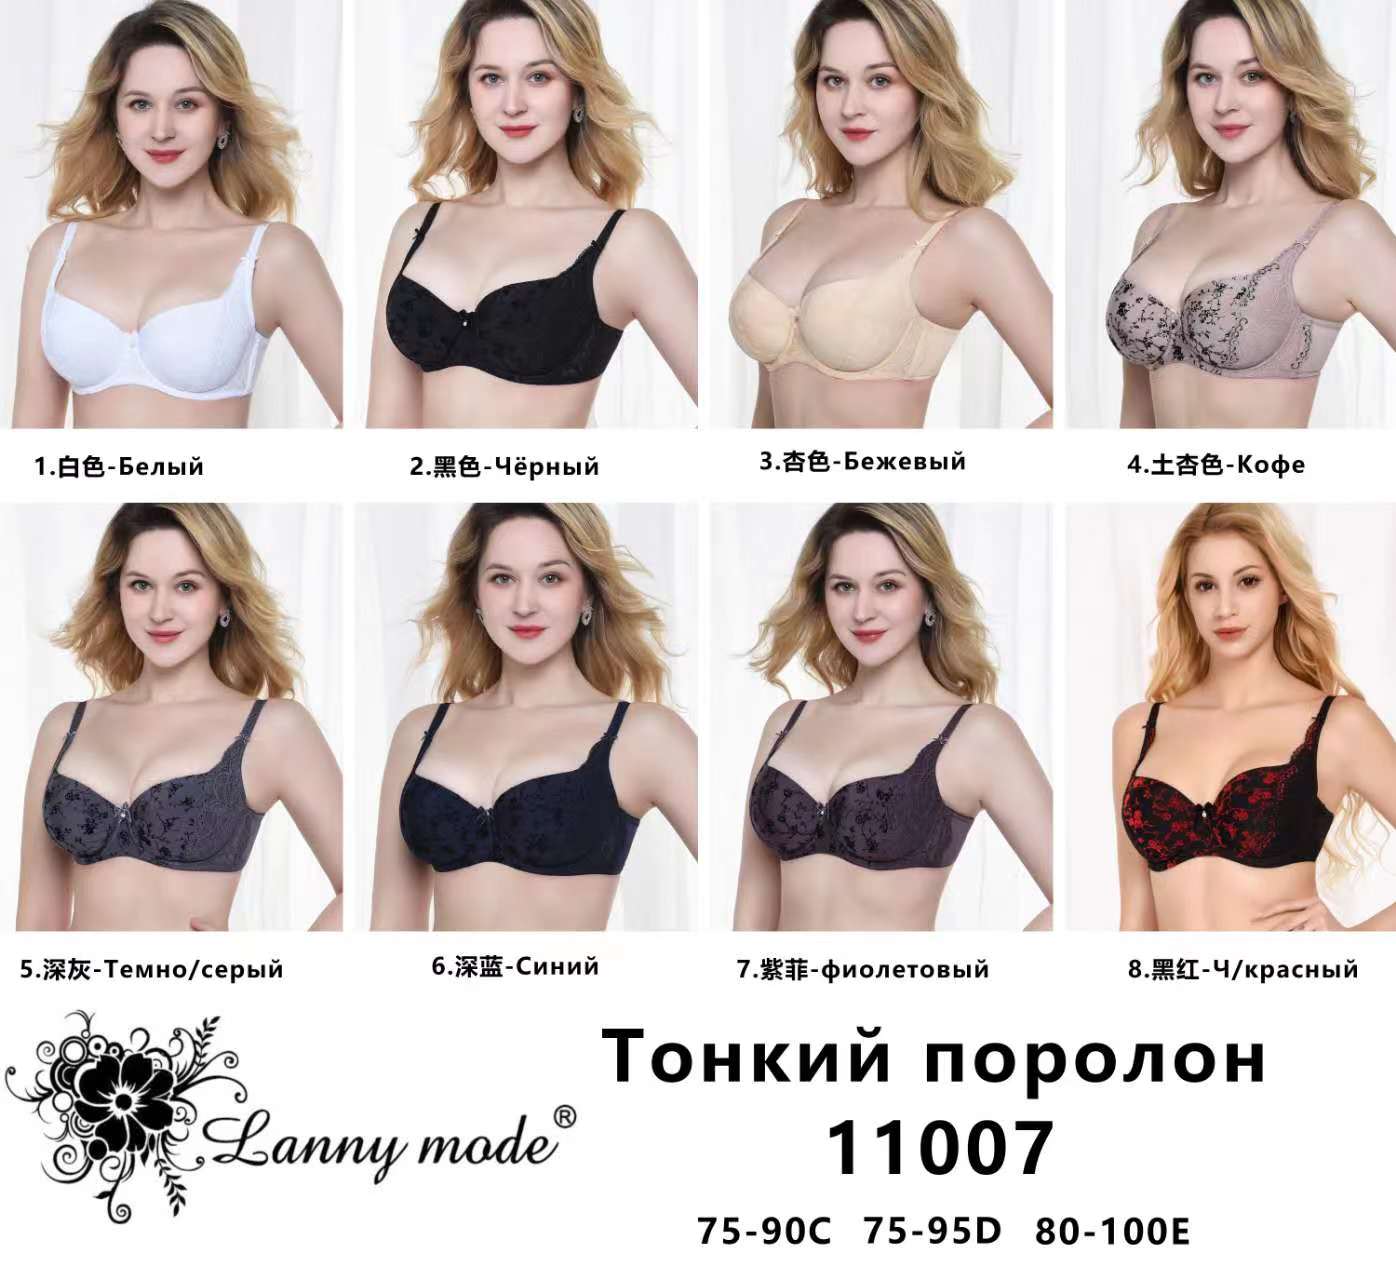 1.白色-Белый
2.黑色-Чёрный
3.杏色-Бежевый
4.土杏色-Кофе
5.深灰-Темно/серый
6.深蓝-Синий
7.紫菲-фиолетовый
8.黑红-Ч/красный
Lanny mode®
Тонкий поролон
11007
75-90C 75-95D 80-100E